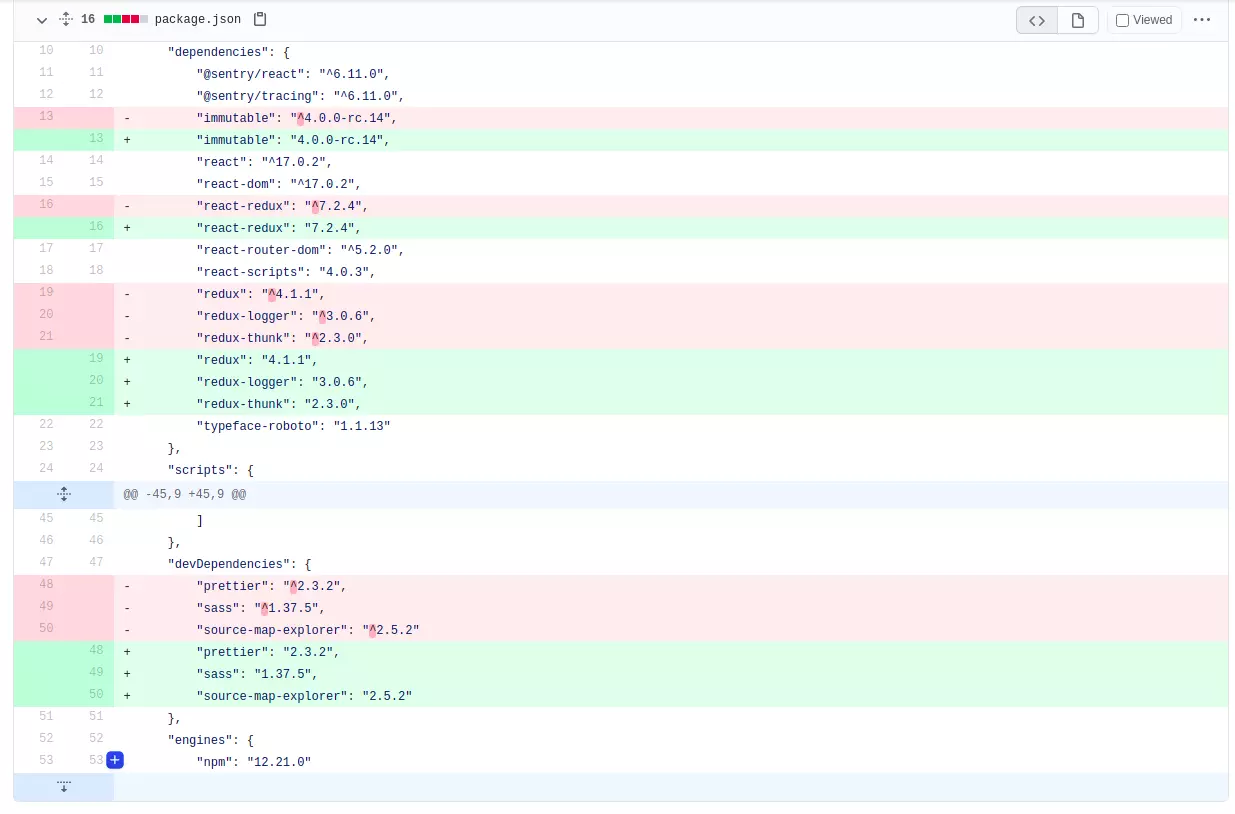 16 package.json Viewed
10 10 "dependencies": {
11 11 "@sentry/react": "^6.11.0",
12 12 "@sentry/tracing": "^6.11.0",
13 - "immutable": "^4.0.0-rc.14",
13 + "immutable": "4.0.0-rc.14",
14 14 "react": "^17.0.2",
15 15 "react-dom": "^17.0.2",
16 - "react-redux": "^7.2.4",
16 + "react-redux": "7.2.4",
17 17 "react-router-dom": "^5.2.0",
18 18 "react-scripts": "4.0.3",
19 - "redux": "^4.1.1",
20 - "redux-logger": "^3.0.6",
21 - "redux-thunk": "^2.3.0",
19 + "redux": "4.1.1",
20 + "redux-logger": "3.0.6",
21 + "redux-thunk": "2.3.0",
22 22 "typeface-roboto": "1.1.13"
23 23 },
24 24 "scripts": {
@@ -45,9 +45,9 @@
45 45 ]
46 46 },
47 47 "devDependencies": {
48 - "prettier": "^2.3.2",
49 - "sass": "^1.37.5",
50 - "source-map-explorer": "^2.5.2"
48 + "prettier": "2.3.2",
49 + "sass": "1.37.5",
50 + "source-map-explorer": "2.5.2"
51 51 },
52 52 "engines": {
53 53 + "npm": "12.21.0"